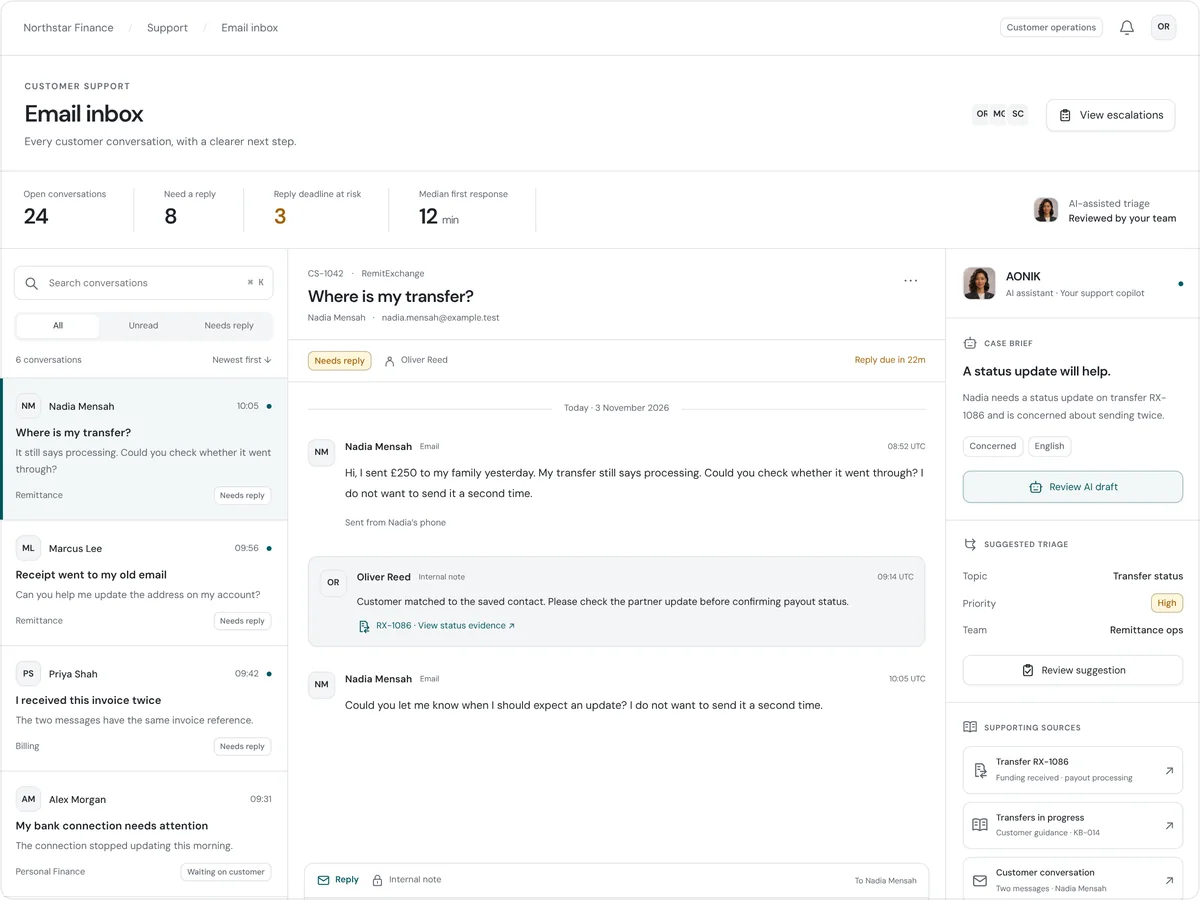 Northstar Finance / Support / Email inbox
Customer operations
OR
CUSTOMER SUPPORT
Email inbox
Every customer conversation, with a clearer next step.
OR MC SC
View escalations
Open conversations
24
Need a reply
8
Reply deadline at risk
3
Median first response
12 min
AI-assisted triage
Reviewed by your team
Search conversations ⌘ K
All Unread Needs reply
6 conversations Newest first ↓
NM Nadia Mensah 10:05
Where is my transfer?
It still says processing. Could you check whether it went
through?
Remittance Needs reply
ML Marcus Lee 09:56
Receipt went to my old email
Can you help me update the address on my account?
Remittance Needs reply
PS Priya Shah 09:42
I received this invoice twice
The two messages have the same invoice reference.
Billing Needs reply
AM Alex Morgan 09:31
My bank connection needs attention
The connection stopped updating this morning.
Personal Finance Waiting on customer
CS-1042 · RemitExchange
Where is my transfer?
Nadia Mensah · nadia.mensah@example.test
Needs reply Oliver Reed Reply due in 22m
Today · 3 November 2026
NM Nadia Mensah Email 08:52 UTC
Hi, I sent £250 to my family yesterday. My transfer still says processing. Could you check whether it went through? I
do not want to send it a second time.
Sent from Nadia's phone
OR Oliver Reed Internal note 09:14 UTC
Customer matched to the saved contact. Please check the partner update before confirming payout status.
RX-1086 · View status evidence ↗
NM Nadia Mensah Email 10:05 UTC
Could you let me know when I should expect an update? I do not want to send it a second time.
Reply Internal note To Nadia Mensah
AONIK
AI assistant · Your support copilot
CASE BRIEF
A status update will help.
Nadia needs a status update on transfer RX-
1086 and is concerned about sending twice.
Concerned English
Review AI draft
SUGGESTED TRIAGE
Topic Transfer status
Priority High
Team Remittance ops
Review suggestion
SUPPORTING SOURCES
Transfer RX-1086
Funding received · payout processing
Transfers in progress
Customer guidance · KB-014
Customer conversation
Two messages · Nadia Mensah